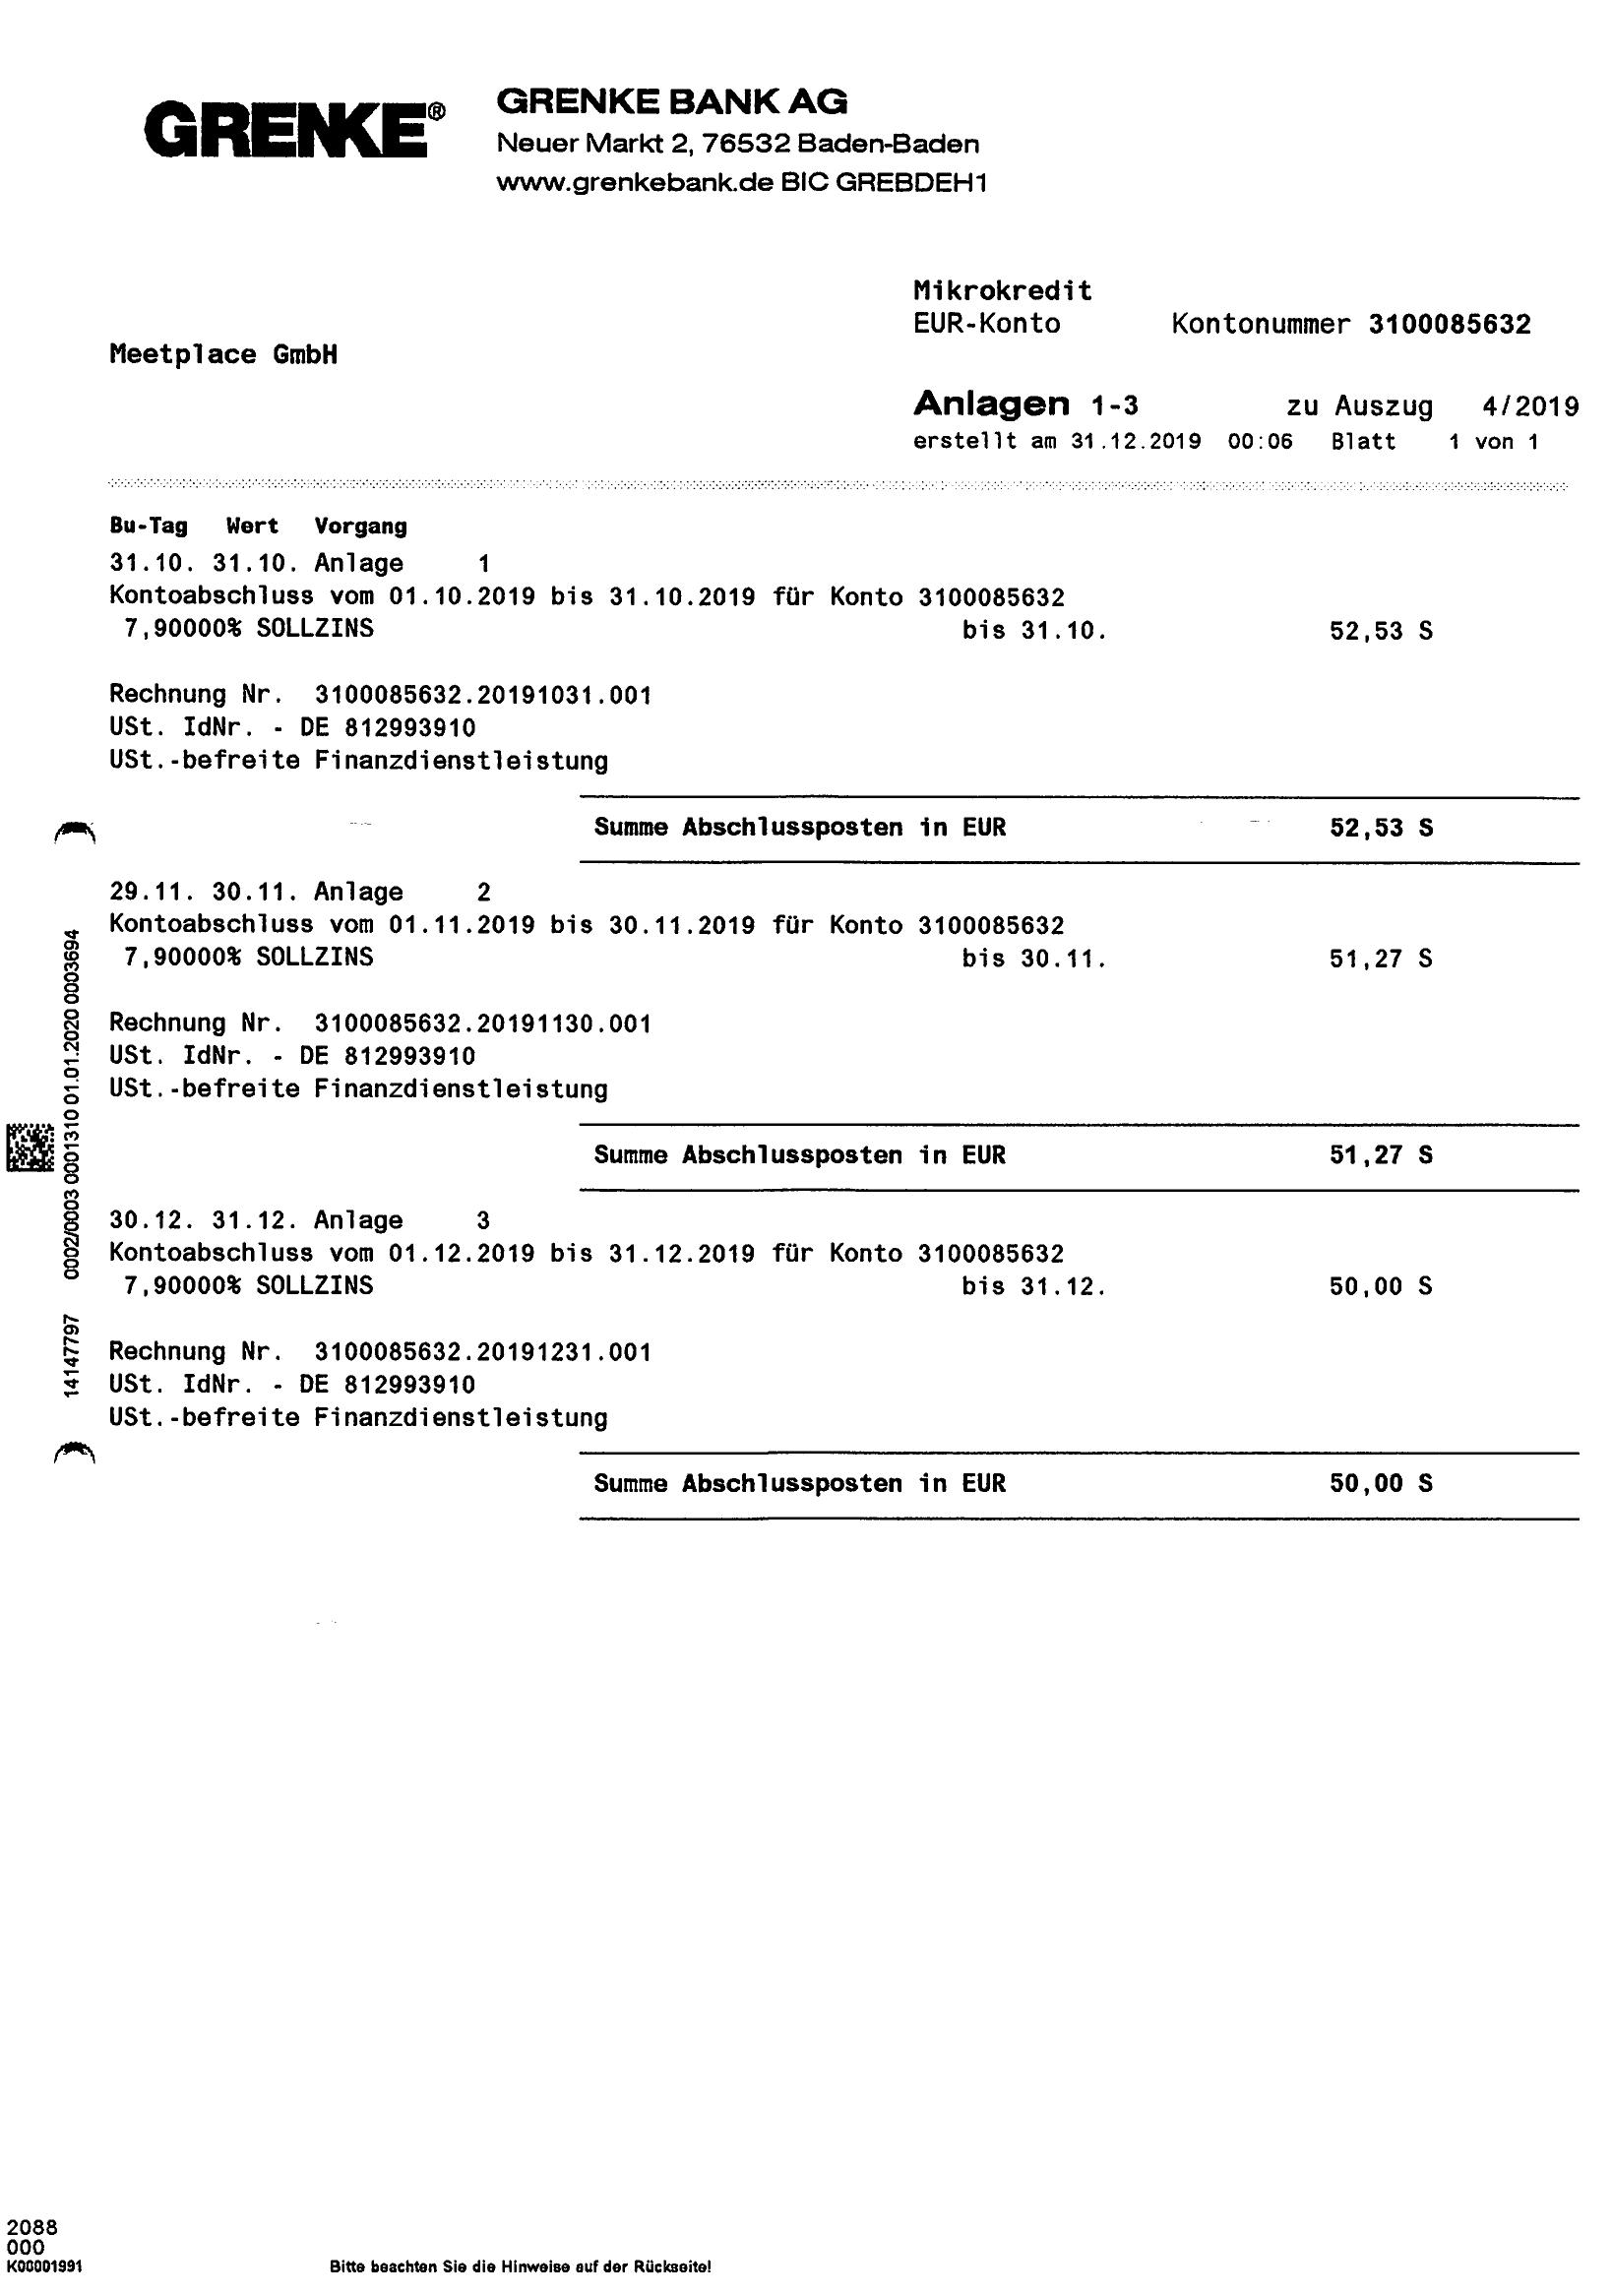 GRENKE®
GRENKE BANK AG
Neuer Markt 2, 76532 Baden-Baden
www.grenkebank.de BIC GREBDEH1
Mikrokredit
EUR-Konto Kontonummer 3100085632
Meetplace GmbH
Anlagen 1-3 zu Auszug 4/2019
erstellt am 31.12.2019 00:06 Blatt 1 von 1
Bu-Tag Wert Vorgang
31.10. 31.10. Anlage 1
Kontoabschluss vom 01.10.2019 bis 31.10.2019 für Konto 3100085632
7,90000% SOLLZINS bis 31.10. 52,53 S
Rechnung Nr. 3100085632.20191031.001
USt. IdNr. - DE 812993910
USt.-befreite Finanzdienstleistung
Summe Abschlussposten in EUR 52,53 S
29.11. 30.11. Anlage 2
Kontoabschluss vom 01.11.2019 bis 30.11.2019 für Konto 3100085632
7,90000% SOLLZINS bis 30.11. 51,27 S
Rechnung Nr. 3100085632.20191130.001
USt. IdNr. - DE 812993910
USt.-befreite Finanzdienstleistung
Summe Abschlussposten in EUR 51,27 S
30.12. 31.12. Anlage 3
Kontoabschluss vom 01.12.2019 bis 31.12.2019 für Konto 3100085632
7,90000% SOLLZINS bis 31.12. 50,00 S
Rechnung Nr. 3100085632.20191231.001
USt. IdNr. - DE 812993910
USt.-befreite Finanzdienstleistung
Summe Abschlussposten in EUR 50,00 S
14147797 0002/0003 0001310 01.01.2020 0003694
2088
000
K00001991
Bitte beachten Sie die Hinweise auf der Rückseite!